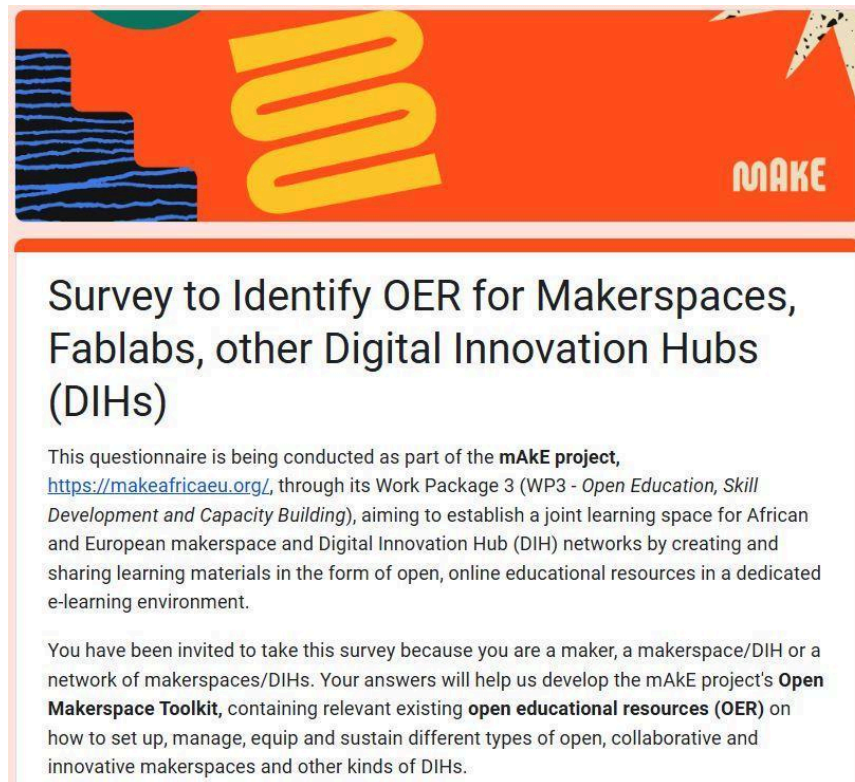 mAKE
Survey to Identify OER for Makerspaces,
Fablabs, other Digital Innovation Hubs
(DIHs)
This questionnaire is being conducted as part of the mAkE project,
https://makeafricaeu.org/, through its Work Package 3 (WP3 - Open Education, Skill
Development and Capacity Building), aiming to establish a joint learning space for African
and European makerspace and Digital Innovation Hub (DIH) networks by creating and
sharing learning materials in the form of open, online educational resources in a dedicated
e-learning environment.
You have been invited to take this survey because you are a maker, a makerspace/DIH or a
network of makerspaces/DIHs. Your answers will help us develop the mAkE project's Open
Makerspace Toolkit, containing relevant existing open educational resources (OER) on
how to set up, manage, equip and sustain different types of open, collaborative and
innovative makerspaces and other kinds of DIHs.